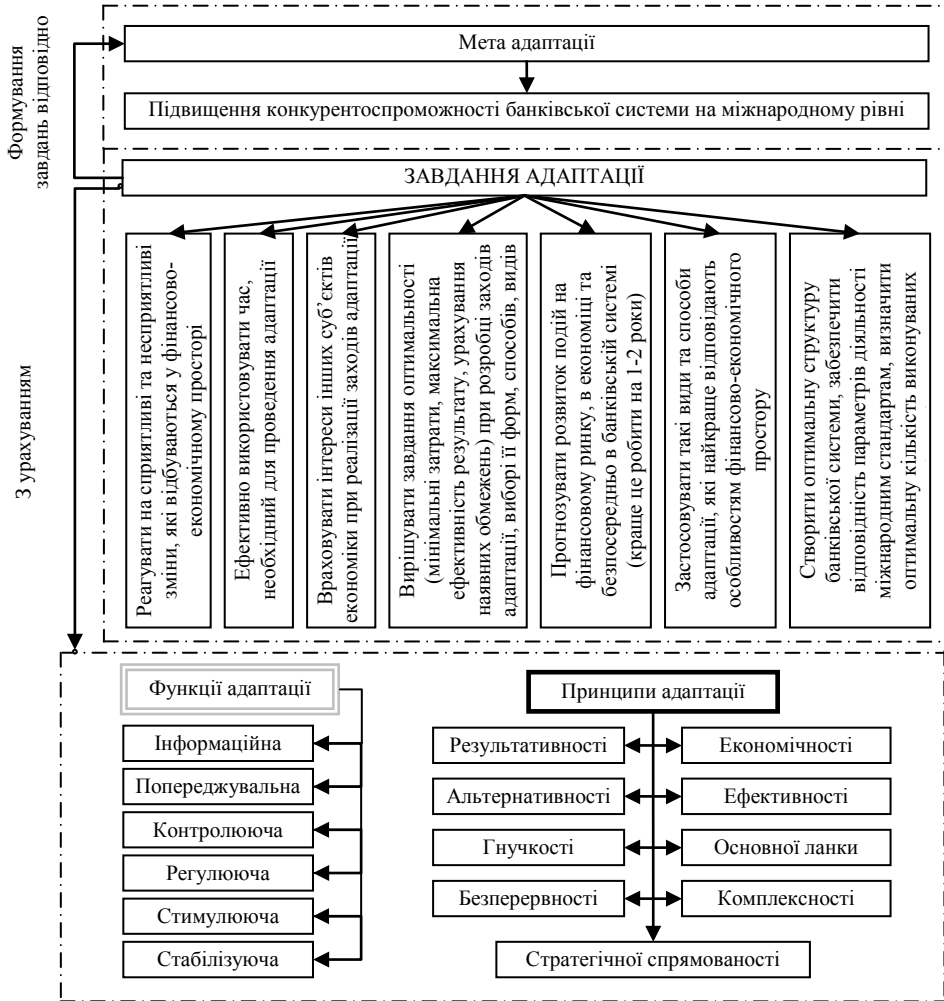 Формування
завдань відповідно
Мета адаптації
Підвищення конкурентоспроможності банківської системи на міжнародному рівні
ЗАВДАННЯ АДАПТАЦІЇ
З урахуванням
Реагувати на сприятливі та несприятливі
зміни, які відбуваються у фінансово-
економічному просторі
Ефективно використовувати час,
необхідний для проведення адаптації
Враховувати інтереси інших суб’єктів
економіки при реалізації заходів адаптації
Вирішувати завдання оптимальності
(мінімальні затрати, максимальна
ефективність результату, урахування
наявних обмежень) при розробці заходів
адаптації, виборі її форм, способів, видів
Прогнозувати розвиток подій на
фінансовому ринку, в економіці та
безпосередньо в банківській системі
(краще це робити на 1-2 роки)
Застосовувати такі види та способи
адаптації, які найкраще відповідають
особливостям фінансово-економічного
простору
Створити оптимальну структуру
банківської системи, забезпечити
відповідність параметрів діяльності
міжнародним стандартам, визначити
оптимальну кількість виконуваних
Функції адаптації
Інформаційна
Попереджувальна
Контролююча
Регулююча
Стимулююча
Стабілізуюча
Принципи адаптації
Результативності
Економічності
Альтернативності
Ефективності
Гнучкості
Основної ланки
Безперервності
Комплексності
Стратегічної спрямованості